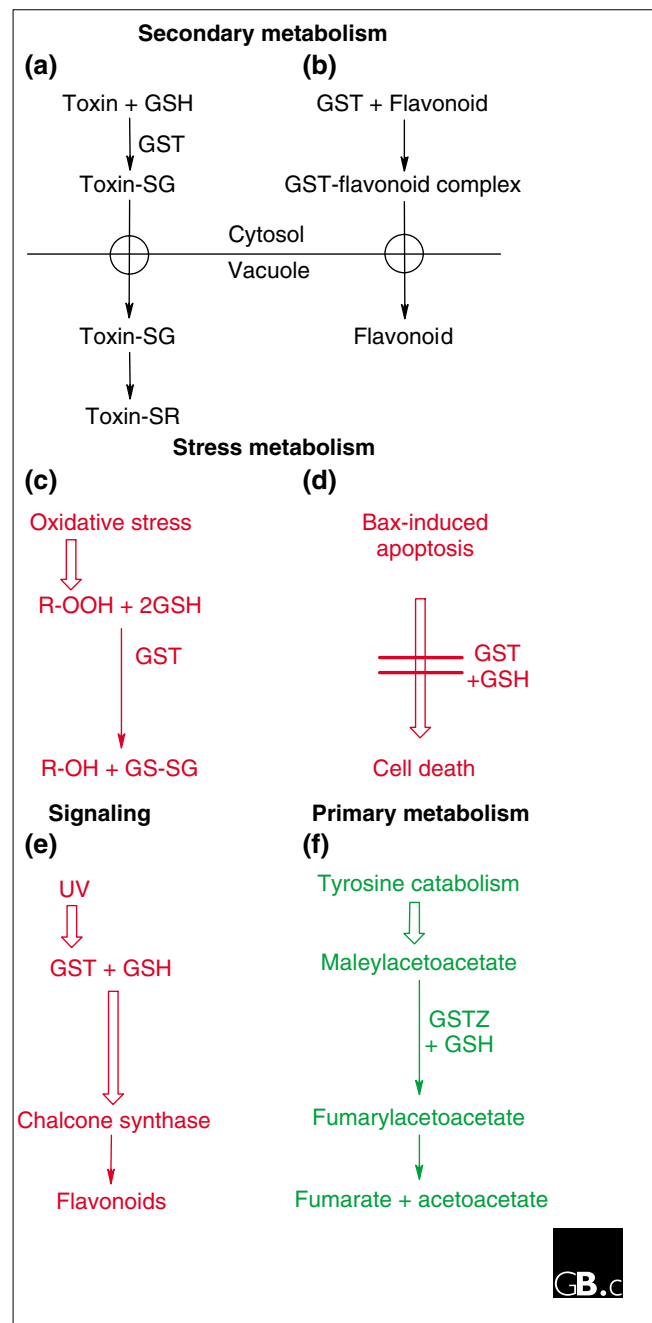 Secondary metabolism
(a)
Toxin + GSH
GST
Toxin-SG
(b)
GST + Flavonoid
GST-flavonoid complex
Cytosol
Vacuole
Toxin-SG
Toxin-SR
Flavonoid
Stress metabolism
(c)
Oxidative stress
R-OOH + 2GSH
GST
R-OH + GS-SG
(d)
Bax-induced
apoptosis
GST
+GSH
Cell death
Signaling
(e)
UV
GST + GSH
Chalcone synthase
Flavonoids
Primary metabolism
(f)
Tyrosine catabolism
Maleylacetoacetate
GSTZ
+ GSH
Fumarylacetoacetate
Fumarate + acetoacetate
GB.c